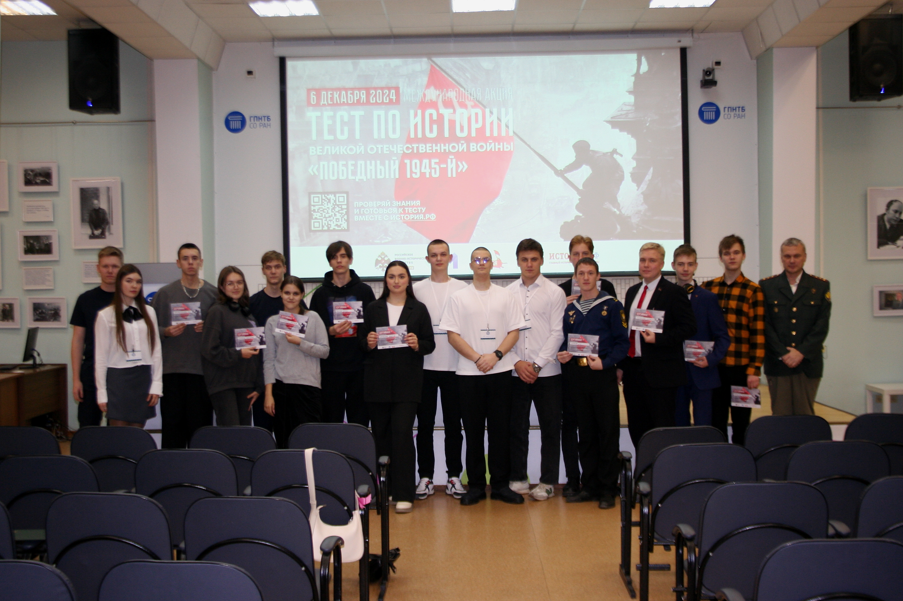 6 ДЕКАБРЯ 2024
ТЕСТ ПО ИСТОРИИ
ВЕЛИКОЙ ОТЕЧЕСТВЕННОЙ ВОЙНЫ
«ПОБЕДНЫЙ 1945-Й»
ПРОВЕРЯЙ ЗНАНИЯ
И ГОТОВЬСЯ К ТЕСТУ
ГПНТБ
СО РАН
ГПНТБ
СО РАН